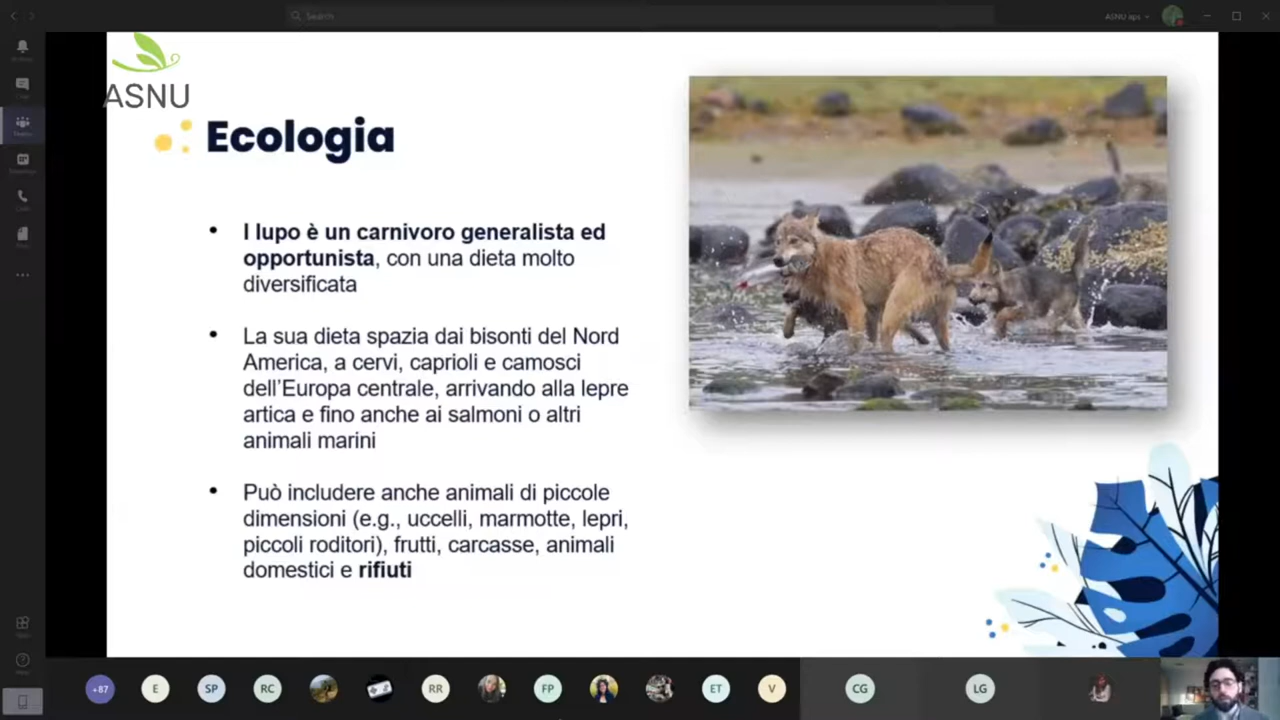 Search
ASNU aps
ASNU
Ecologia
• I lupo è un carnivoro generalista ed
opportunista, con una dieta molto
diversificata
• La sua dieta spazia dai bisonti del Nord
America, a cervi, caprioli e camosci
dell'Europa centrale, arrivando alla lepre
artica e fino anche ai salmoni o altri
animali marini
• Può includere anche animali di piccole
dimensioni (e.g., uccelli, marmotte, lepri,
piccoli roditori), frutti, carcasse, animali
domestici e rifiuti
+87
E
SP
RC
RR
FP
ET
V
CG
LG